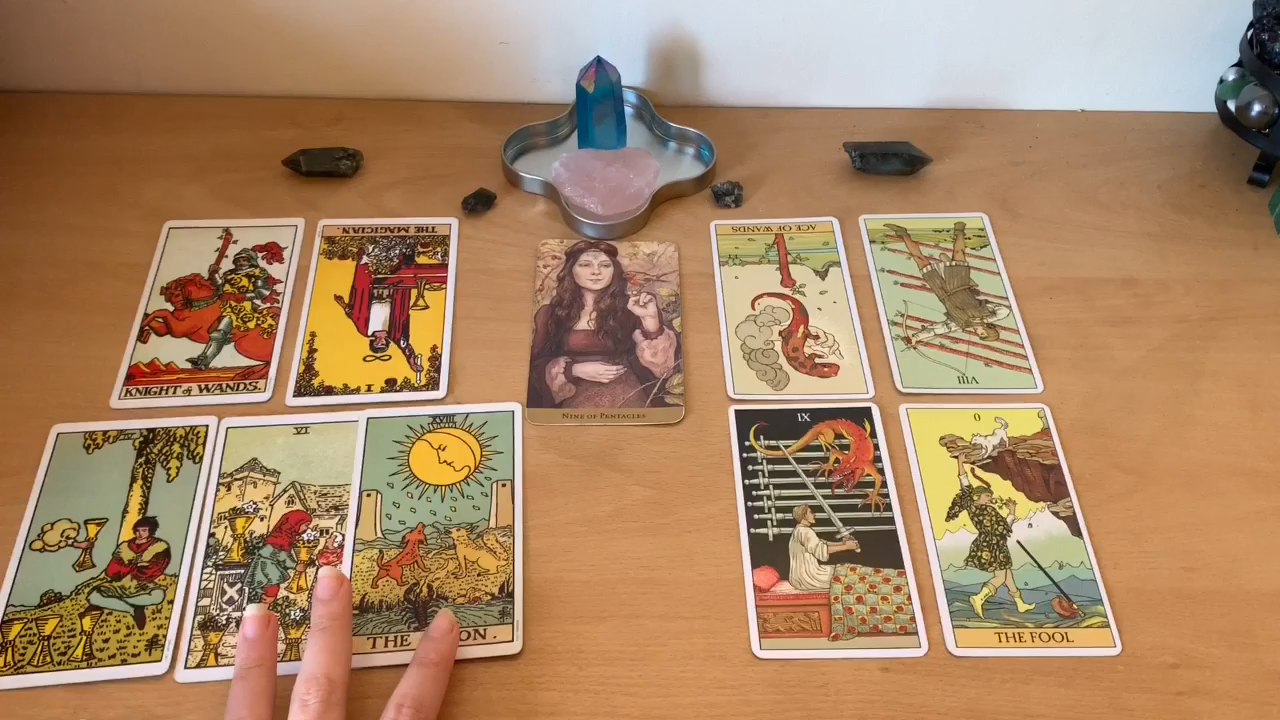 KNIGHT of WANDS.
THE MAGICIAN.
I
NINE OF PENTACLES
ACE OF WANDS
VIII
VI
XVIII
THE MOON.
IX
0
THE FOOL